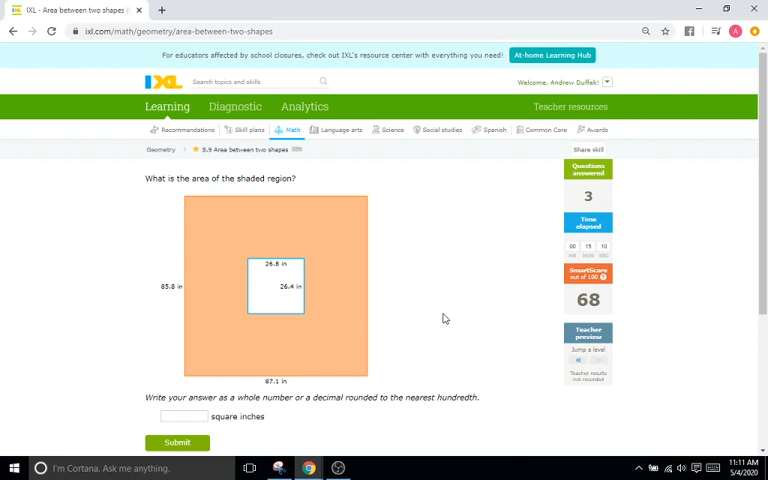 IXL - Area between two shapes (
ixl.com/math/geometry/area-between-two-shapes
A
For educators affected by school closures, check out IXL's resource center with everything you need!
At-home Learning Hub
IXL
Search topics and skills
Welcome, Andrew Duffek!
Learning
Diagnostic
Analytics
Teacher resources
Recommendations
Skill plans
Math
Language arts
Science
Social studies
Spanish
Common Core
Awards
Geometry
S.9 Area between two shapes
Share skill
What is the area of the shaded region?
Questions
answered
3
Time
elapsed
00 15 10
HR MIN SEC
SmartScore
out of 100 ?
68
Teacher
preview
Jump a level
Teacher results
not recorded
26.8 in
26.4 in
85.8 in
87.1 in
Write your answer as a whole number or a decimal rounded to the nearest hundredth.
square inches
Submit
I'm Cortana. Ask me anything.
11:11 AM
5/4/2020